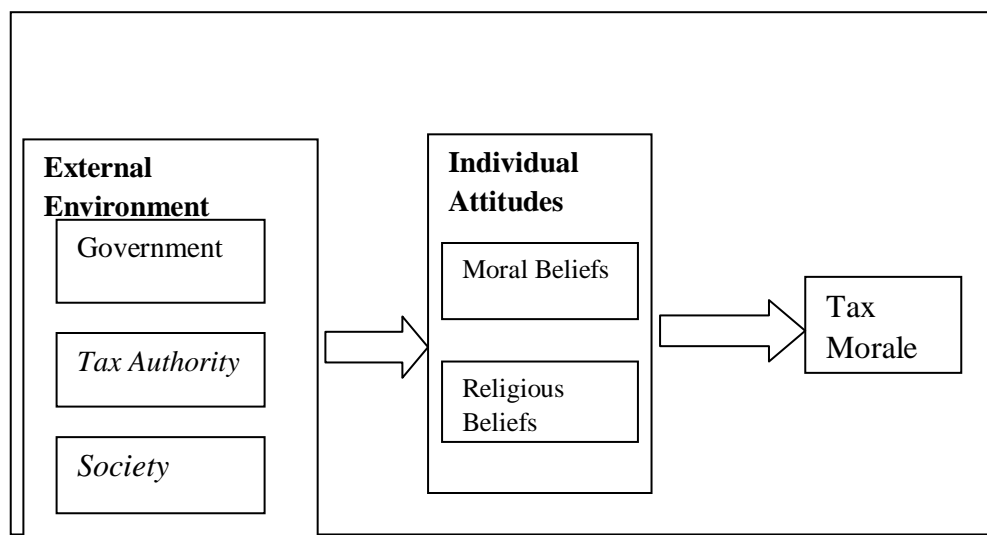 External
Environment
Government
Tax Authority
Society
Individual
Attitudes
Moral Beliefs
Religious
Beliefs
Tax
Morale